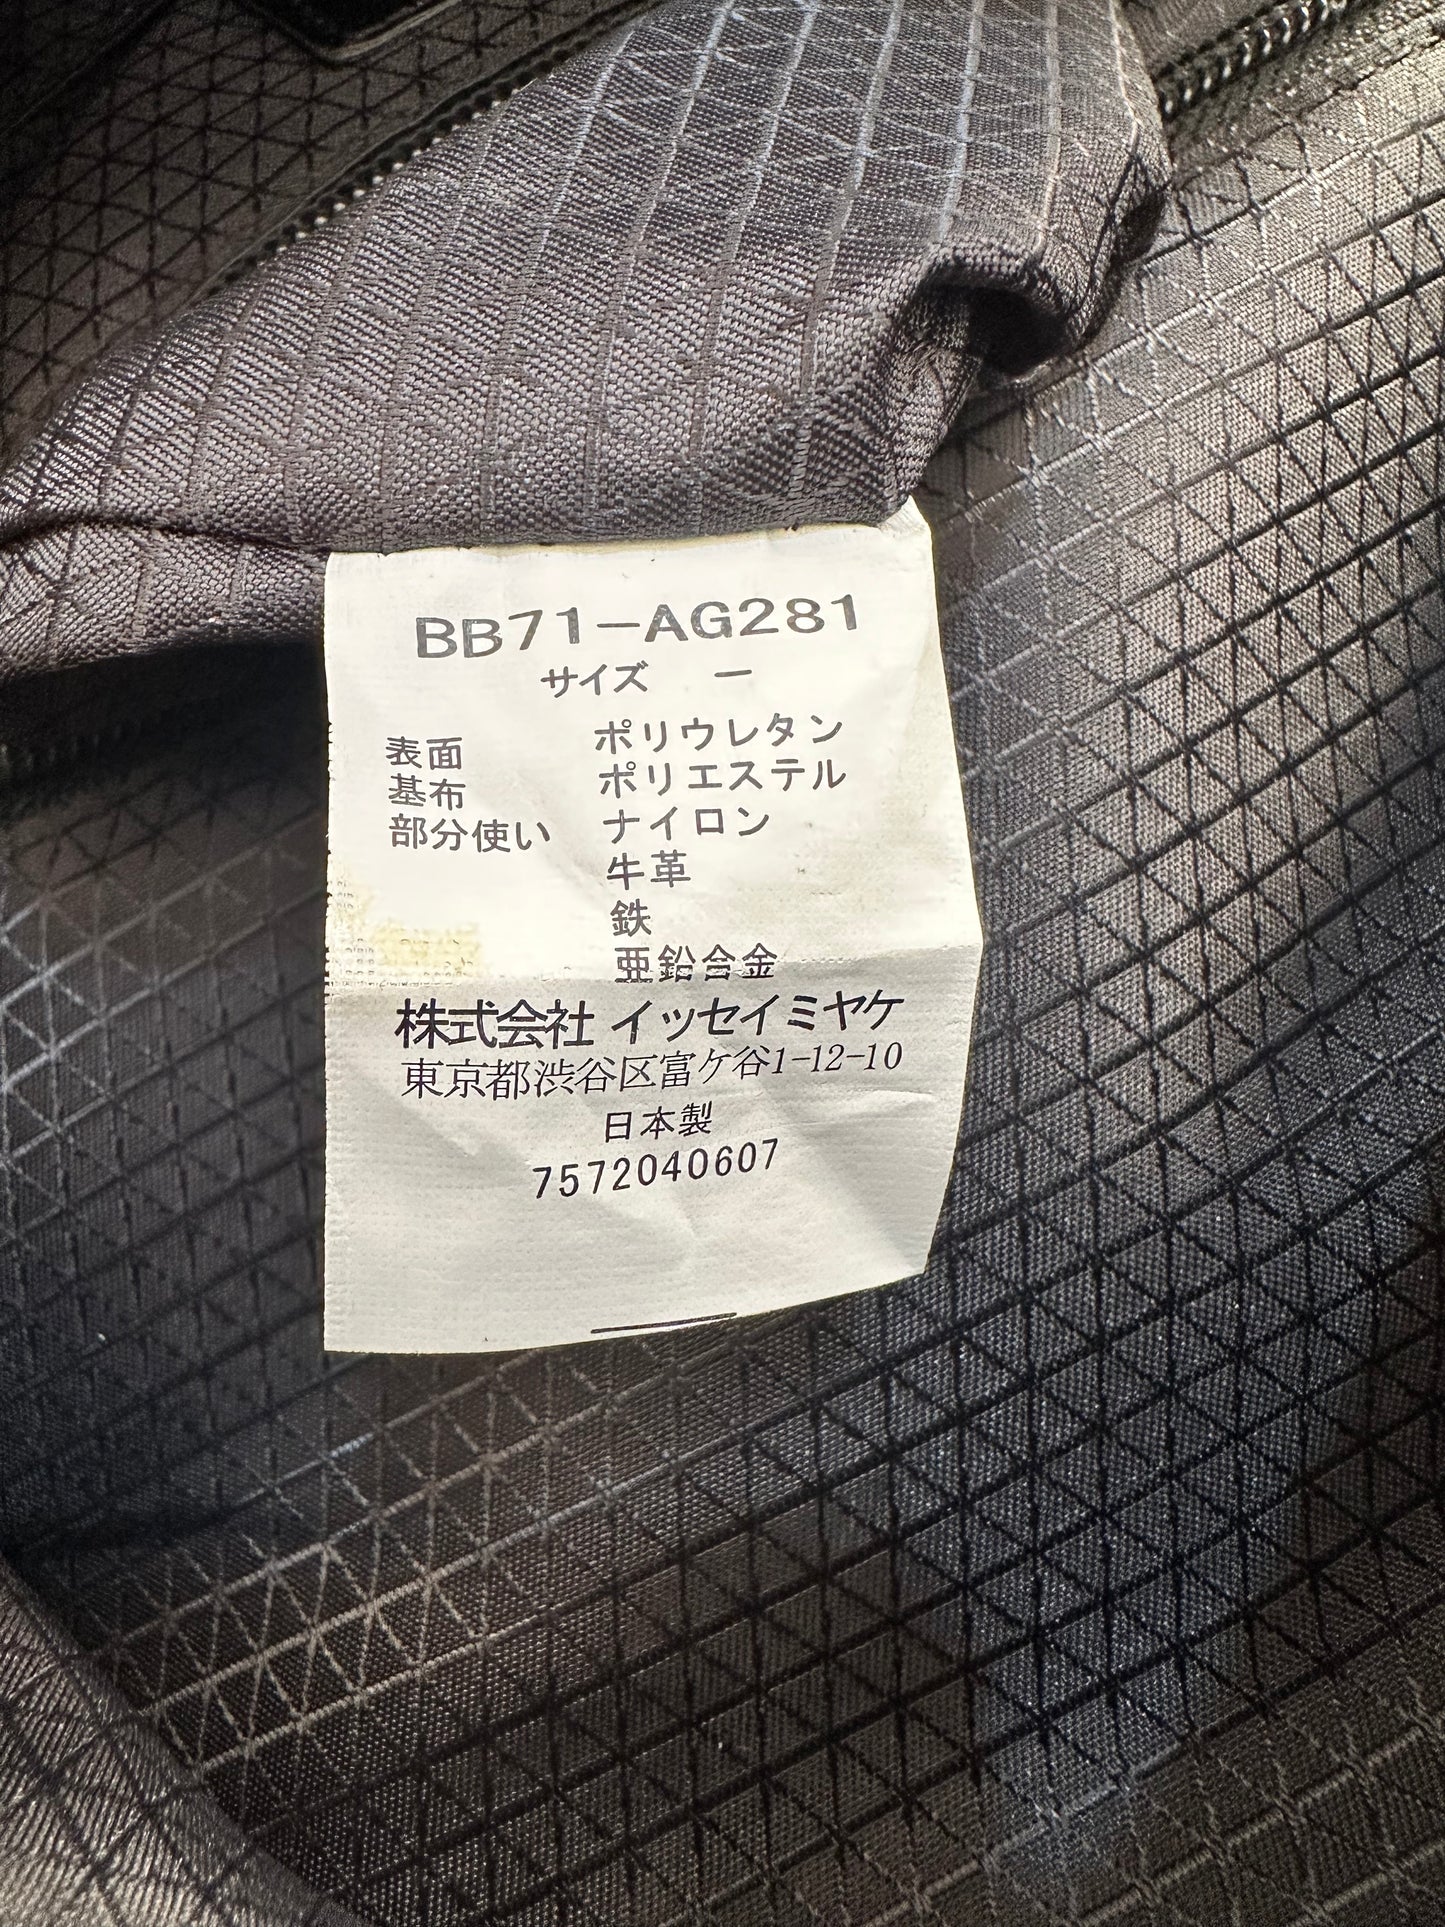 BB71-AG281
サイズ ー
表面 ポリウレタン
基布 ポリエステル
部分使い ナイロン
牛革
鉄
亜鉛合金
株式会社 イッセイミヤケ
東京都渋谷区富ケ谷1-12-10
日本製
7572040607